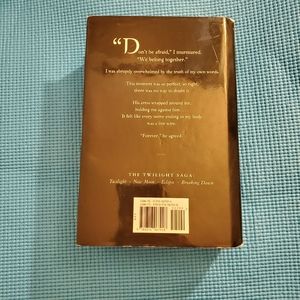 "Don't be afraid," I murmured.
"We belong together."
I was abruptly overwhelmed by the truth of my own words.
This moment was so perfect, so right,
there was no way to doubt it.
His arms wrapped around me,
holding me against him....
It felt like every nerve ending in my body
was a live wire.
"Forever," he agreed.
THE TWILIGHT SAGA:
Twilight • New Moon • Eclipse • Breaking Dawn